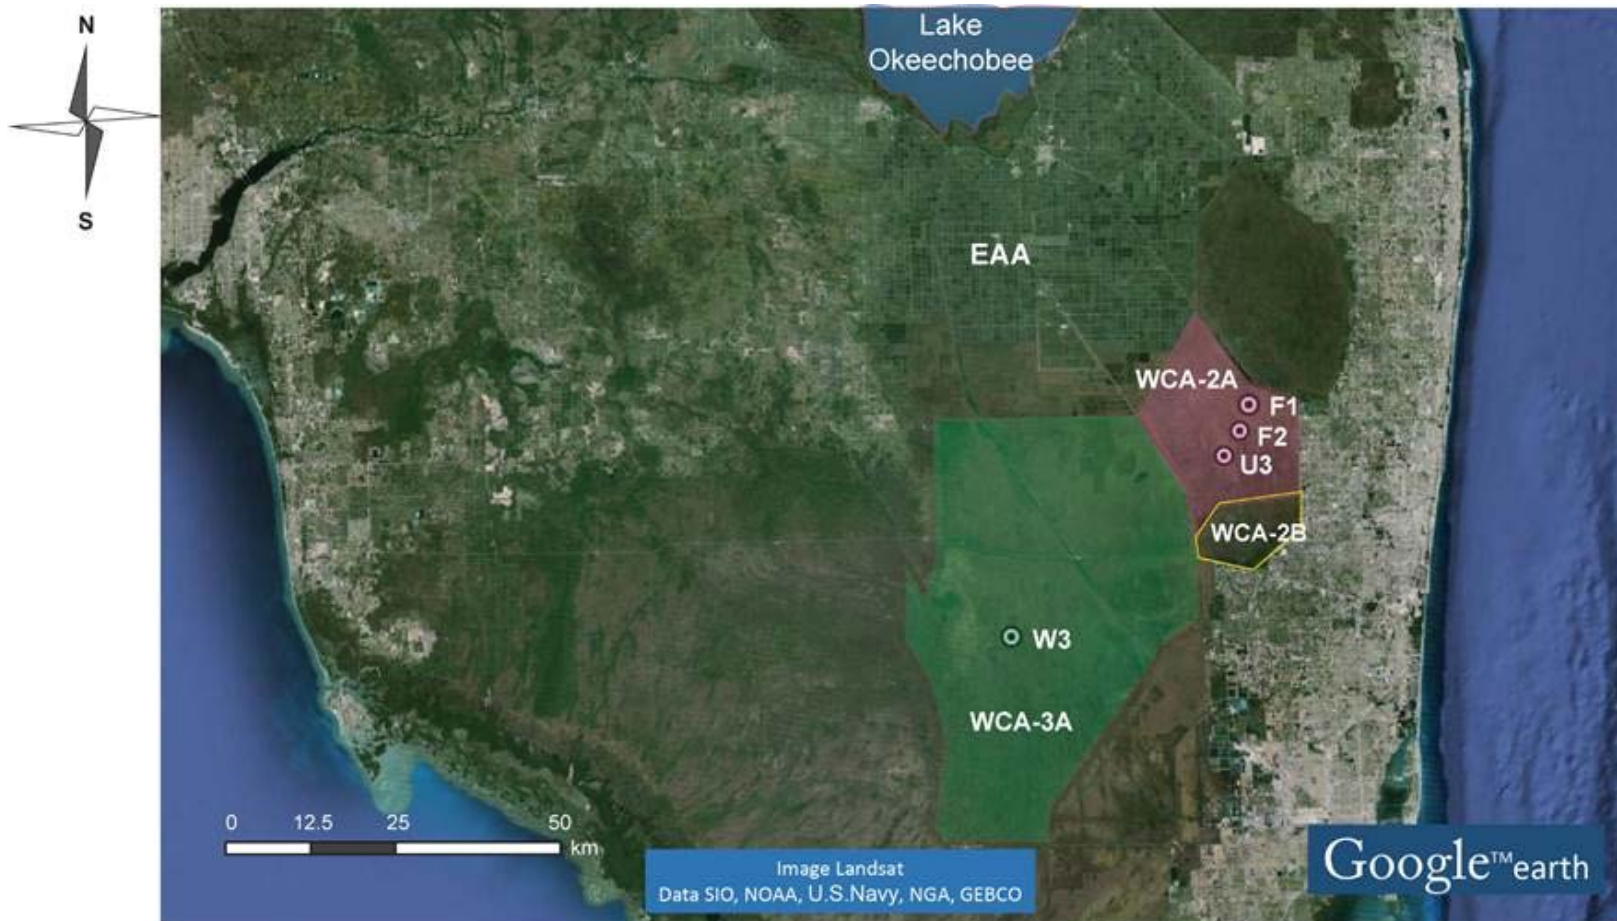 N
S
Lake
Okeechobee
EAA
WCA-2A
F1
F2
U3
WCA-2B
W3
WCA-3A
0 12.5 25 50
km
Image Landsat
Data SIO, NOAA, U.S.Navy, NGA, GEBCO
Google™earth